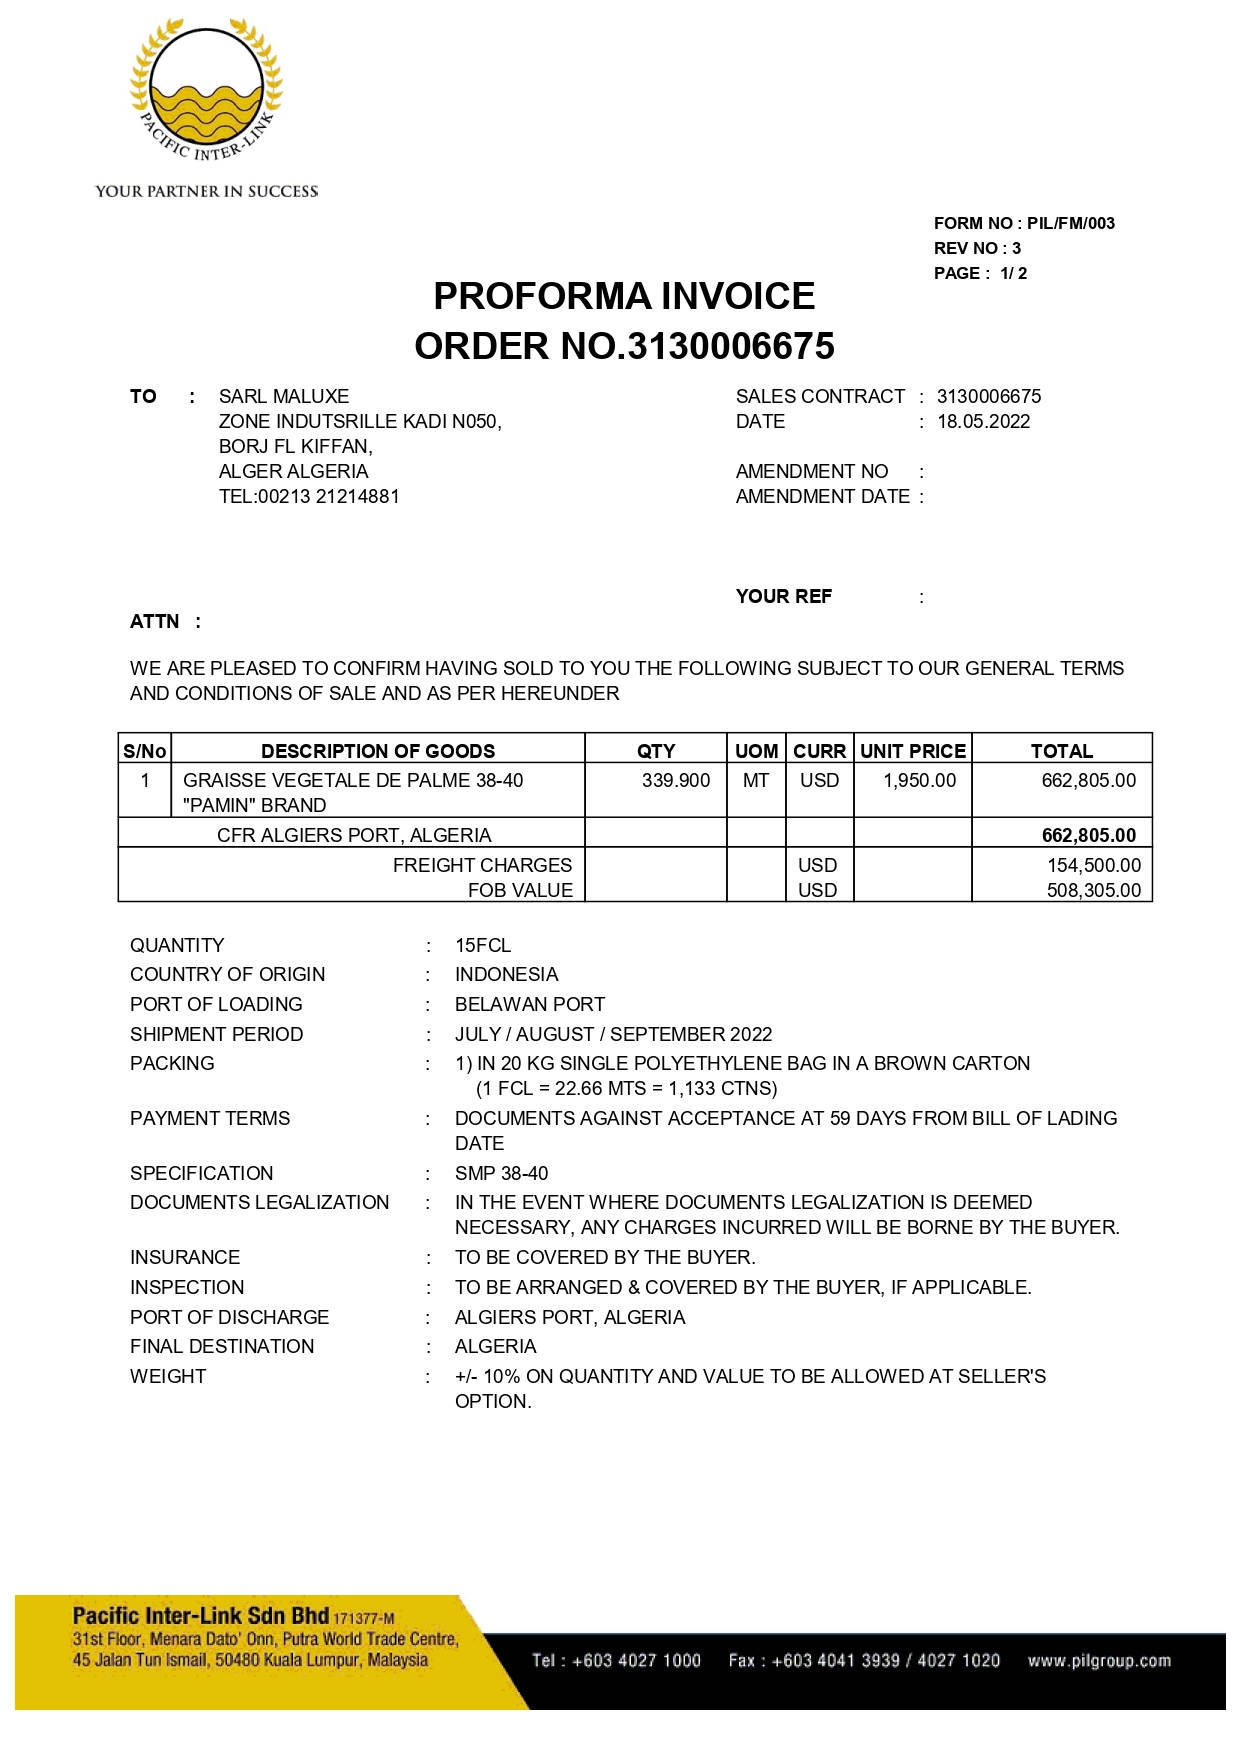 PACIFIC INTER-LINK
YOUR PARTNER IN SUCCESS
FORM NO : PIL/FM/003
REV NO : 3
PAGE : 1/ 2
PROFORMA INVOICE
ORDER NO.3130006675
TO : SARL MALUXE
ZONE INDUTSRILLE KADI N050,
BORJ FL KIFFAN,
ALGER ALGERIA
TEL:00213 21214881
SALES CONTRACT : 3130006675
DATE : 18.05.2022
AMENDMENT NO :
AMENDMENT DATE :
YOUR REF :
ATTN :
WE ARE PLEASED TO CONFIRM HAVING SOLD TO YOU THE FOLLOWING SUBJECT TO OUR GENERAL TERMS
AND CONDITIONS OF SALE AND AS PER HEREUNDER
S/No DESCRIPTION OF GOODS QTY UOM CURR UNIT PRICE TOTAL
1 GRAISSE VEGETALE DE PALME 38-40 339.900 MT USD 1,950.00 662,805.00
"PAMIN" BRAND
CFR ALGIERS PORT, ALGERIA 662,805.00
FREIGHT CHARGES USD 154,500.00
FOB VALUE USD 508,305.00
QUANTITY : 15FCL
COUNTRY OF ORIGIN : INDONESIA
PORT OF LOADING : BELAWAN PORT
SHIPMENT PERIOD : JULY / AUGUST / SEPTEMBER 2022
PACKING : 1) IN 20 KG SINGLE POLYETHYLENE BAG IN A BROWN CARTON
(1 FCL = 22.66 MTS = 1,133 CTNS)
PAYMENT TERMS : DOCUMENTS AGAINST ACCEPTANCE AT 59 DAYS FROM BILL OF LADING
DATE
SPECIFICATION : SMP 38-40
DOCUMENTS LEGALIZATION : IN THE EVENT WHERE DOCUMENTS LEGALIZATION IS DEEMED
NECESSARY, ANY CHARGES INCURRED WILL BE BORNE BY THE BUYER.
INSURANCE : TO BE COVERED BY THE BUYER.
INSPECTION : TO BE ARRANGED & COVERED BY THE BUYER, IF APPLICABLE.
PORT OF DISCHARGE : ALGIERS PORT, ALGERIA
FINAL DESTINATION : ALGERIA
WEIGHT : +/- 10% ON QUANTITY AND VALUE TO BE ALLOWED AT SELLER'S
OPTION.
Pacific Inter-Link Sdn Bhd 171377-M
31st Floor, Menara Dato' Onn, Putra World Trade Centre,
45 Jalan Tun Ismail, 50480 Kuala Lumpur, Malaysia
Tel : +603 4027 1000 Fax : +603 4041 3939 / 4027 1020 www.pilgroup.com